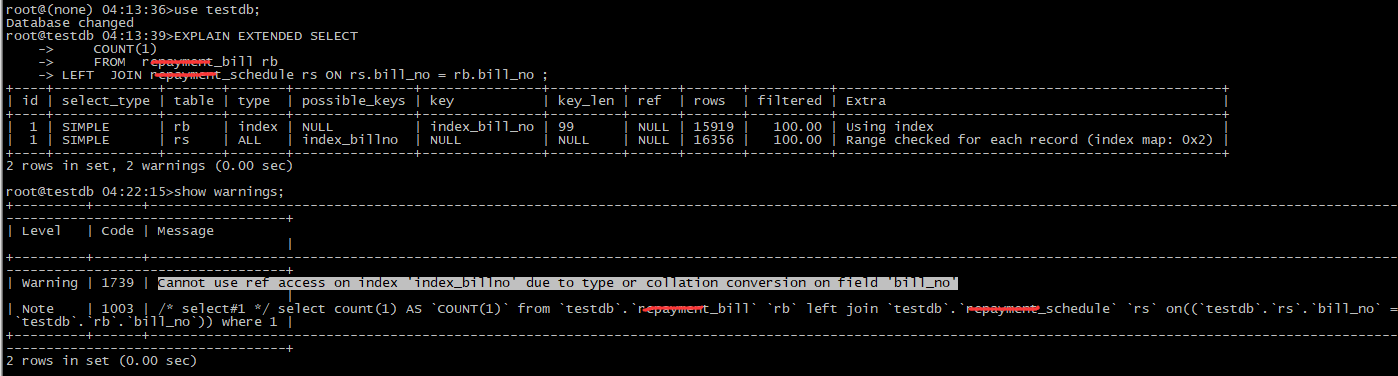 root@(none) 04:13:36>use testdb;
Database changed
root@testdb 04:13:39>EXPLAIN EXTENDED SELECT
    ->     COUNT(1)
    ->     FROM  repayment_bill rb
    -> LEFT  JOIN repayment_schedule rs ON rs.bill_no = rb.bill_no ;
| id | select_type | table | type  | possible_keys | key           | key_len | ref  | rows  | filtered | Extra                                          |
|  1 | SIMPLE      | rb    | index | NULL          | index_bill_no | 99      | NULL | 15919 |   100.00 | Using index                                    |
|  1 | SIMPLE      | rs    | ALL   | index_billno  | NULL          | NULL    | NULL | 16356 |   100.00 | Range checked for each record (index map: 0x2) |
2 rows in set, 2 warnings (0.00 sec)
root@testdb 04:22:15>show warnings;
| Level   | Code | Message
|
| Warning | 1739 | Cannot use ref access on index 'index_billno' due to type or collation conversion on field 'bill_no'
|
| Note    | 1003 | /* select#1 */ select count(1) AS `COUNT(1)` from `testdb`.`repayment_bill` `rb` left join `testdb`.`repayment_schedule` `rs` on((`testdb`.`rs`.`bill_no` =
`testdb`.`rb`.`bill_no`)) where 1 |
2 rows in set (0.00 sec)